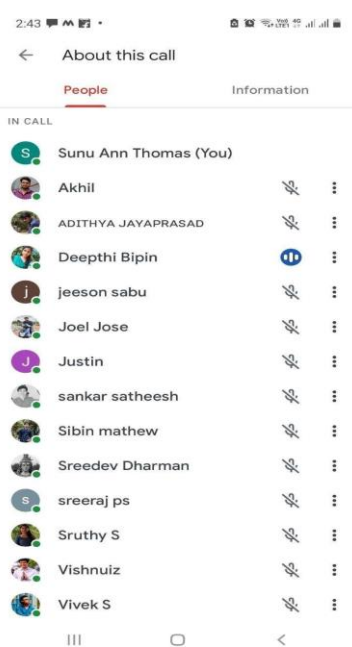 2:43
About this call
People Information
IN CALL
S Sunu Ann Thomas (You)
Akhil
ADITHYA JAYAPRASAD
Deepthi Bipin
j jeeson sabu
Joel Jose
J Justin
sankar satheesh
Sibin mathew
Sreedev Dharman
s sreeraj ps
Sruthy S
Vishnuiz
Vivek S